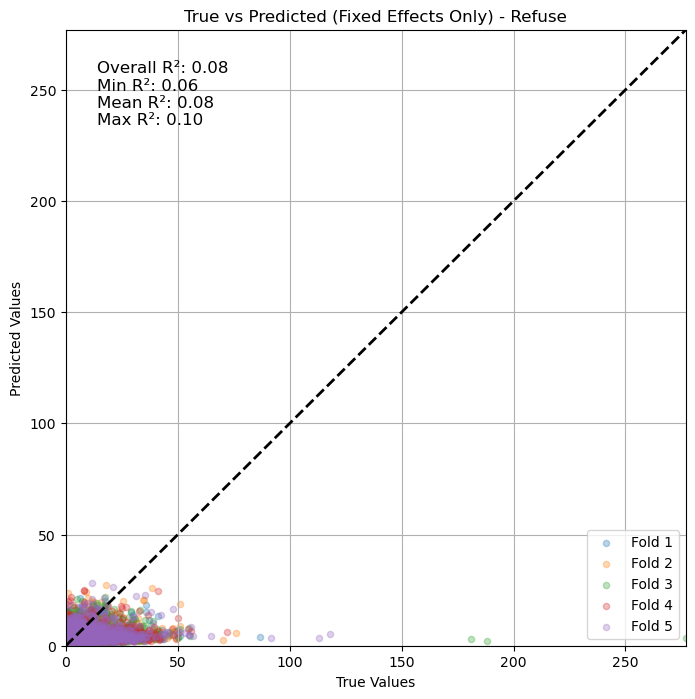 True vs Predicted (Fixed Effects Only) - Refuse
Overall R²: 0.08
Min R²: 0.06
Mean R²: 0.08
Max R²: 0.10
250
200
150
100
50
0
Predicted Values
Fold 1
Fold 2
Fold 3
Fold 4
Fold 5
0 50 100 150 200 250
True Values